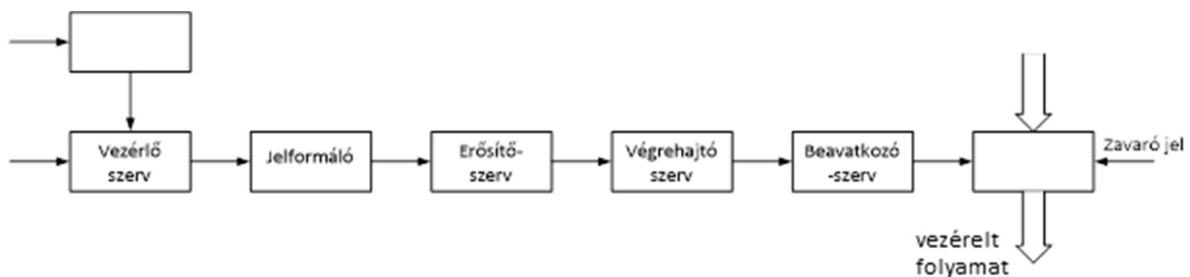 Vezérlő
szerv
Jelformáló
Erősítő-
szerv
Végrehajtó
szerv
Beavatkozó
-szerv
Zavaró jel
vezérelt
folyamat